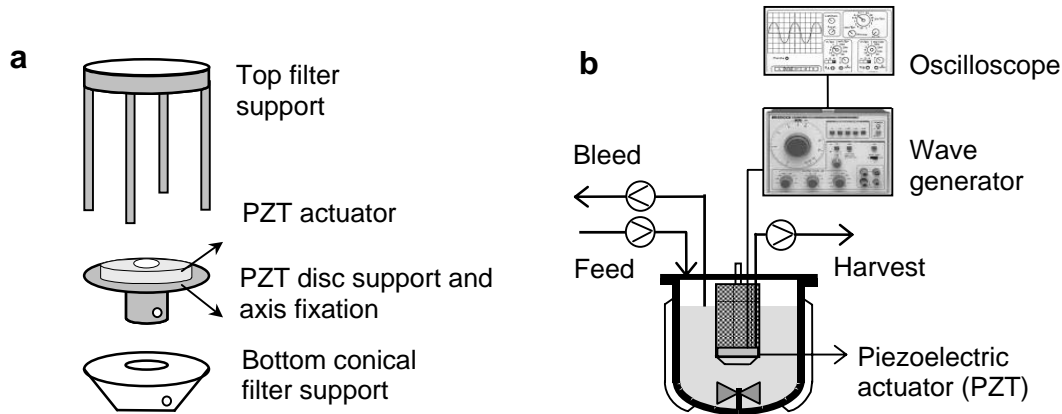 a
Top filter
support
PZT actuator
PZT disc support and
axis fixation
Bottom conical
filter support
b
Oscilloscope
Wave
generator
Bleed
Feed
Harvest
Piezoelectric
actuator (PZT)